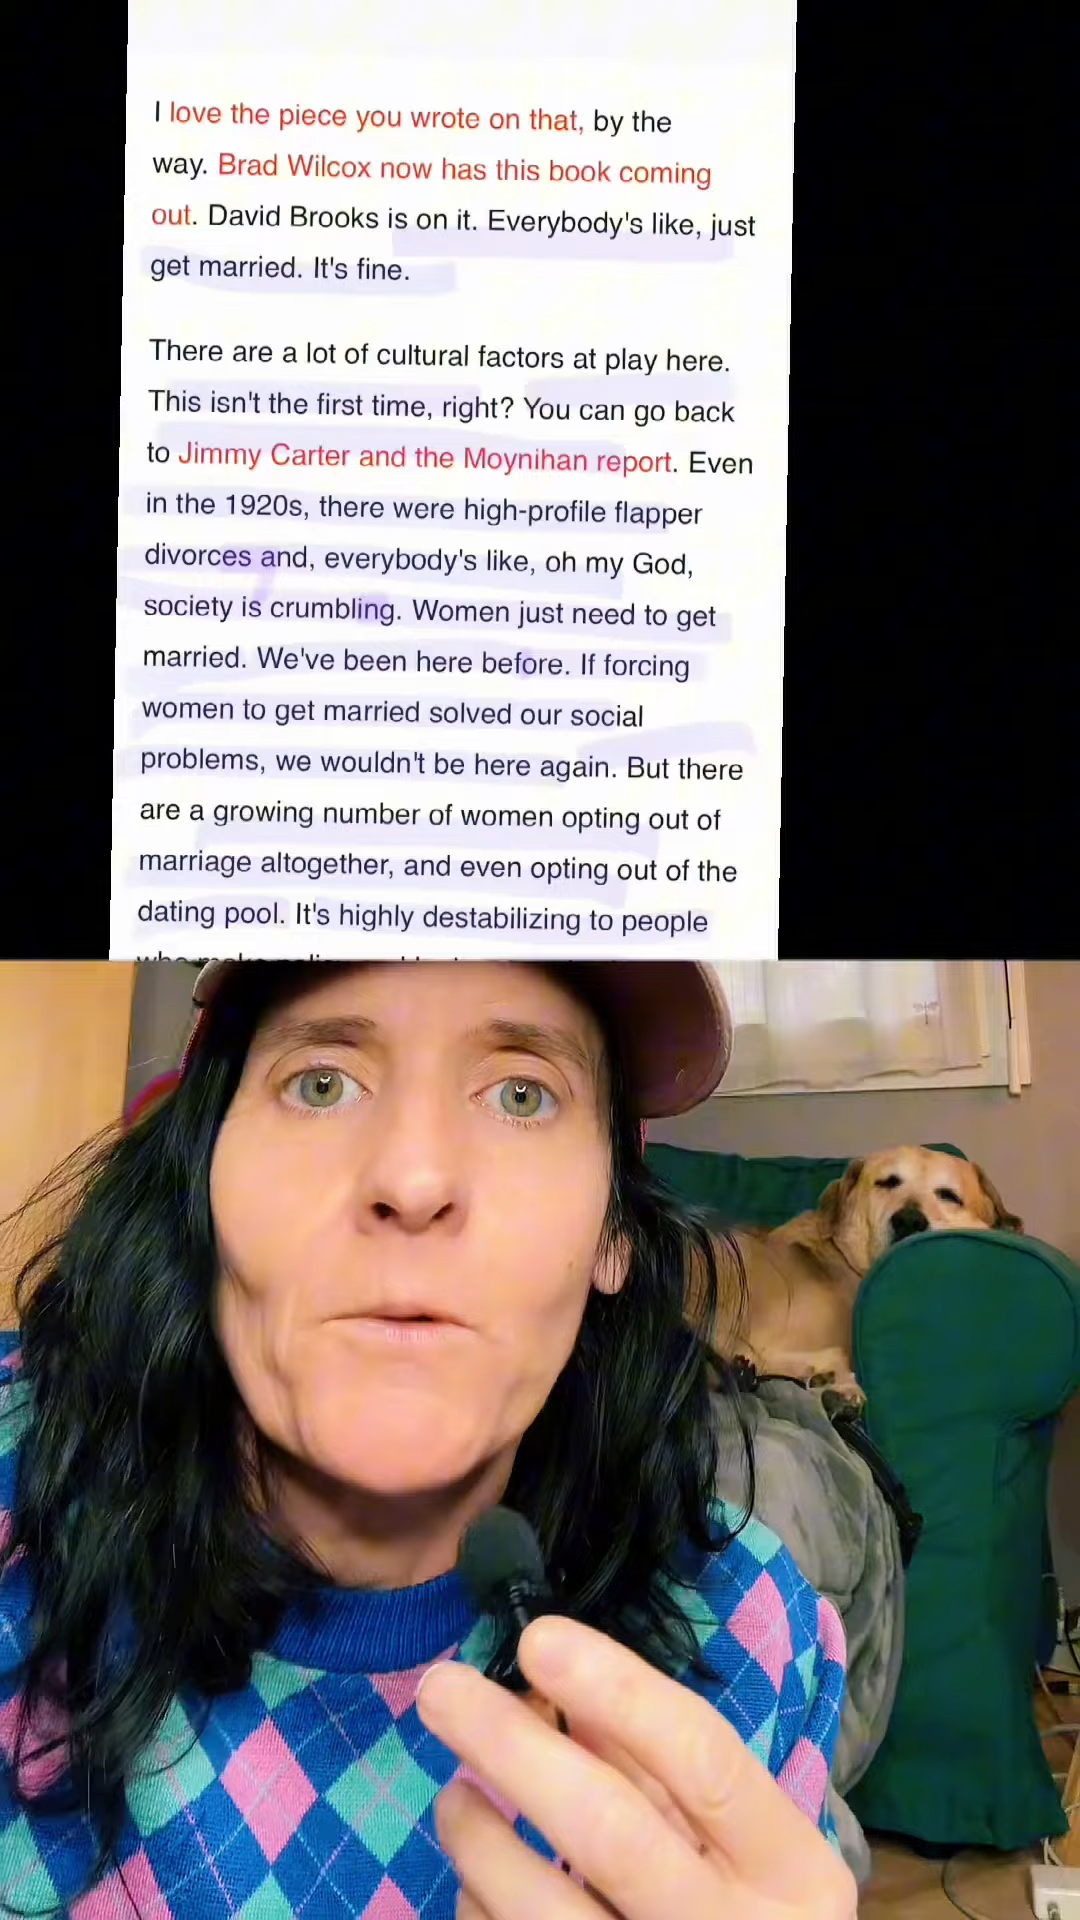 I love the piece you wrote on that, by the
way. Brad Wilcox now has this book coming
out. David Brooks is on it. Everybody's like, just
get married. It's fine.
There are a lot of cultural factors at play here.
This isn't the first time, right? You can go back
to Jimmy Carter and the Moynihan report. Even
in the 1920s, there were high-profile flapper
divorces and, everybody's like, oh my God,
society is crumbling. Women just need to get
married. We've been here before. If forcing
women to get married solved our social
problems, we wouldn't be here again. But there
are a growing number of women opting out of
marriage altogether, and even opting out of the
dating pool. It's highly destabilizing to people